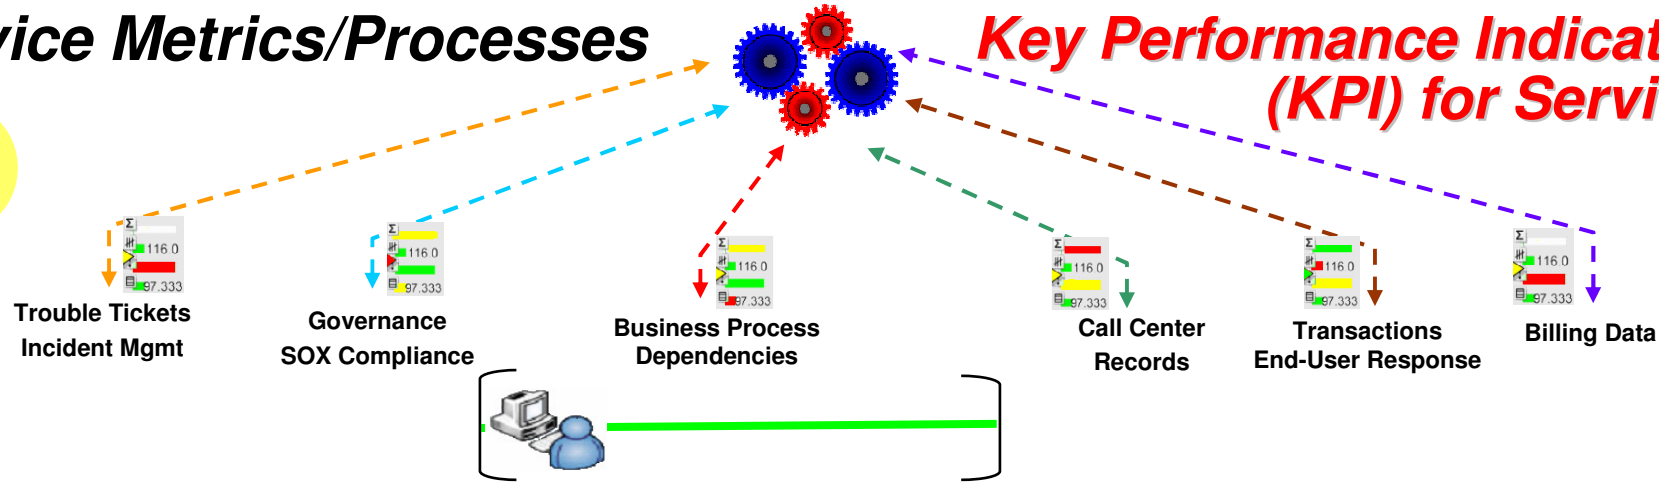 vice Metrics/Processes
Key Performance Indicat
(KPI) for Servi
Σ
116.0
97.333
Trouble Tickets
Incident Mgmt
Σ
116.0
97.333
Governance
SOX Compliance
Σ
116.0
97.333
Business Process
Dependencies
Σ
116.0
97.333
Call Center
Records
Σ
116.0
97.333
Transactions
End-User Response
Σ
116.0
97.333
Billing Data